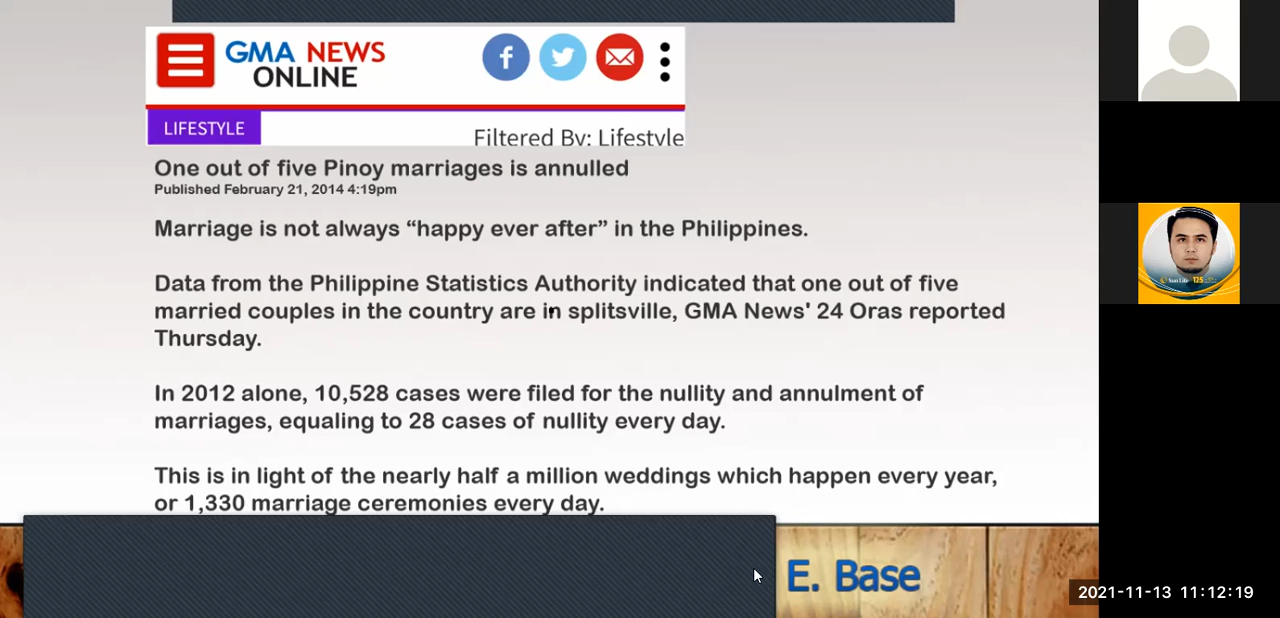 GMA NEWS
ONLINE
LIFESTYLE
Filtered By: Lifestyle
One out of five Pinoy marriages is annulled
Published February 21, 2014 4:19pm
Marriage is not always “happy ever after” in the Philippines.
Data from the Philippine Statistics Authority indicated that one out of five
married couples in the country are in splitsville, GMA News' 24 Oras reported
Thursday.
In 2012 alone, 10,528 cases were filed for the nullity and annulment of
marriages, equaling to 28 cases of nullity every day.
This is in light of the nearly half a million weddings which happen every year,
or 1,330 marriage ceremonies every day.
E. Base
Sun Life 125
2021-11-13 11:12:19